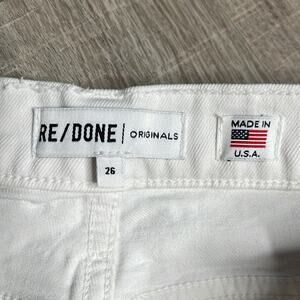 RE/DONE | ORIGINALS
26
MADE IN
U.S.A.